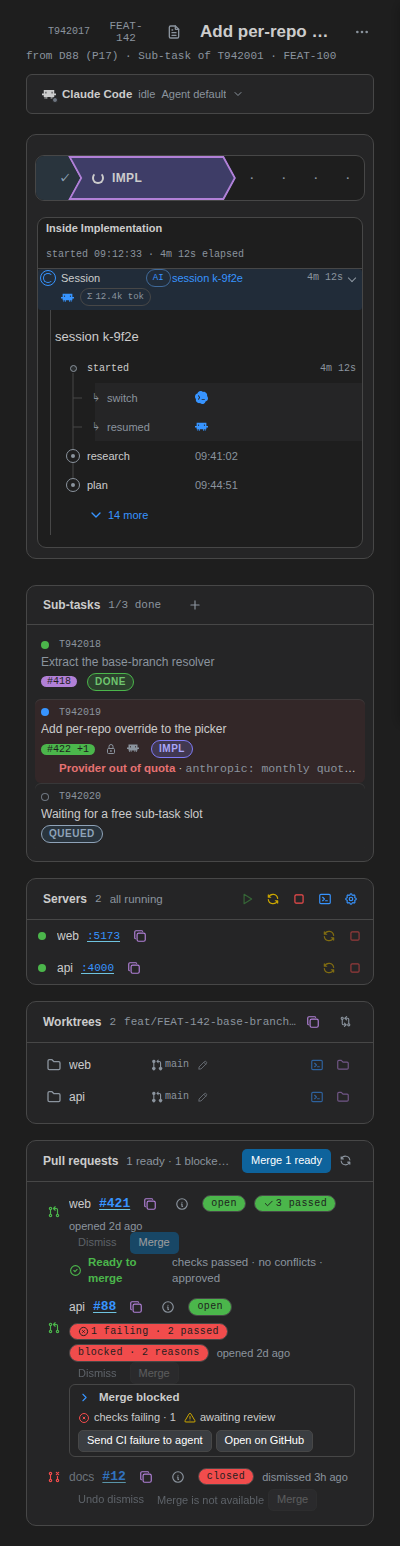 T942017 FEAT-142 Add per-repo …
from D88 (P17) · Sub-task of T942001 · FEAT-100
Claude Code idle Agent default
IMPL
Inside Implementation
started 09:12:33 · 4m 12s elapsed
Session AI session k-9f2e 4m 12s
Σ 12.4k tok
session k-9f2e
started 4m 12s
↳ switch
↳ resumed
research 09:41:02
plan 09:44:51
14 more
Sub-tasks 1/3 done
T942018
Extract the base-branch resolver
#418 DONE
T942019
Add per-repo override to the picker
#422 +1 IMPL
Provider out of quota · anthropic: monthly quot…
T942020
Waiting for a free sub-task slot
QUEUED
Servers 2 all running
web :5173
api :4000
Worktrees 2 feat/FEAT-142-base-branch…
web main
api main
Pull requests 1 ready · 1 blocke… Merge 1 ready
web #421 open 3 passed
opened 2d ago
Dismiss Merge
Ready to merge checks passed · no conflicts · approved
api #88 open
1 failing · 2 passed
blocked · 2 reasons opened 2d ago
Dismiss Merge
Merge blocked
checks failing · 1 awaiting review
Send CI failure to agent Open on GitHub
docs #12 closed dismissed 3h ago
Undo dismiss Merge is not available Merge